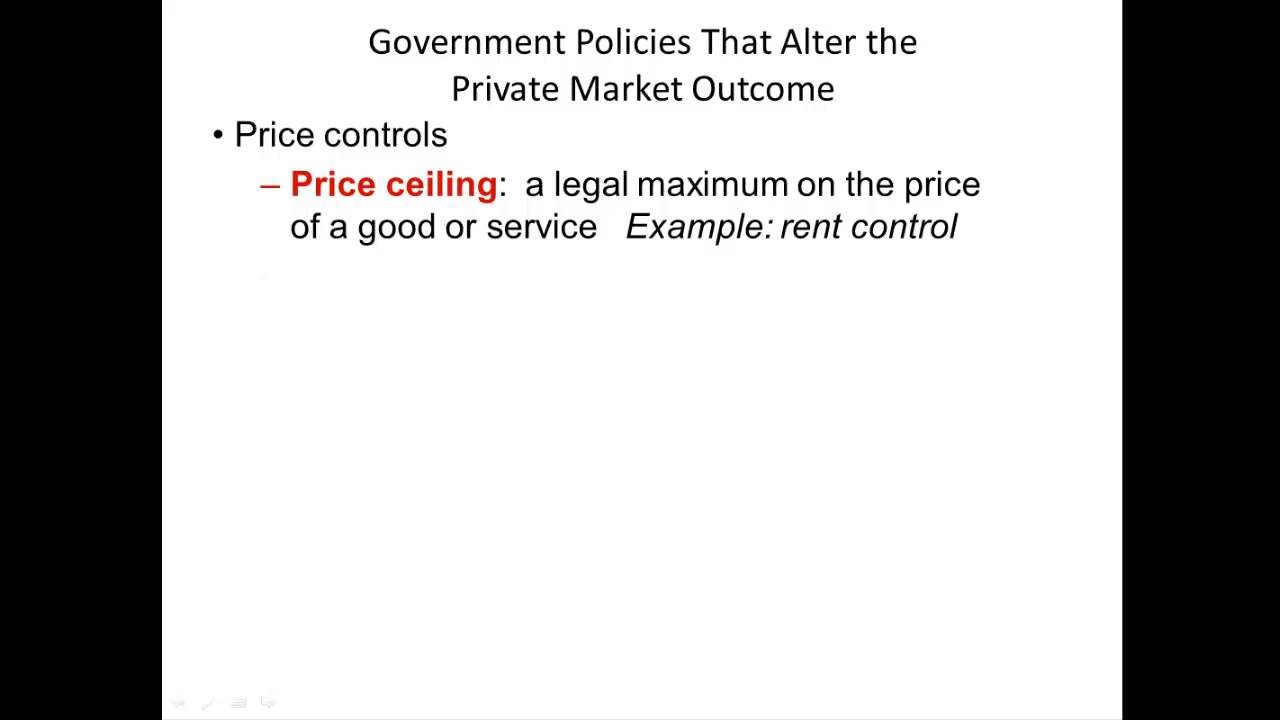 Government Policies That Alter the
Private Market Outcome
• Price controls
– Price ceiling: a legal maximum on the price
of a good or service Example: rent control